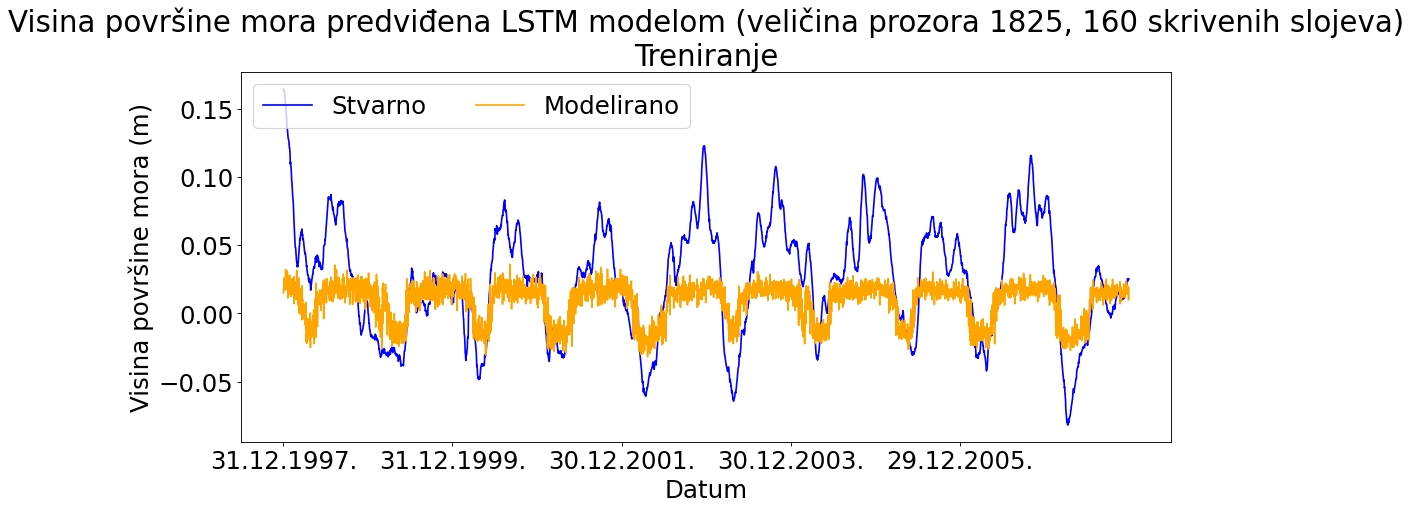 Visina površine mora predviđena LSTM modelom (veličina prozora 1825, 160 skrivenih slojeva)
Treniranje
Stvarno Modelirano
Visina površine mora (m)
0.15
0.10
0.05
0.00
−0.05
31.12.1997. 31.12.1999. 30.12.2001. 30.12.2003. 29.12.2005.
Datum